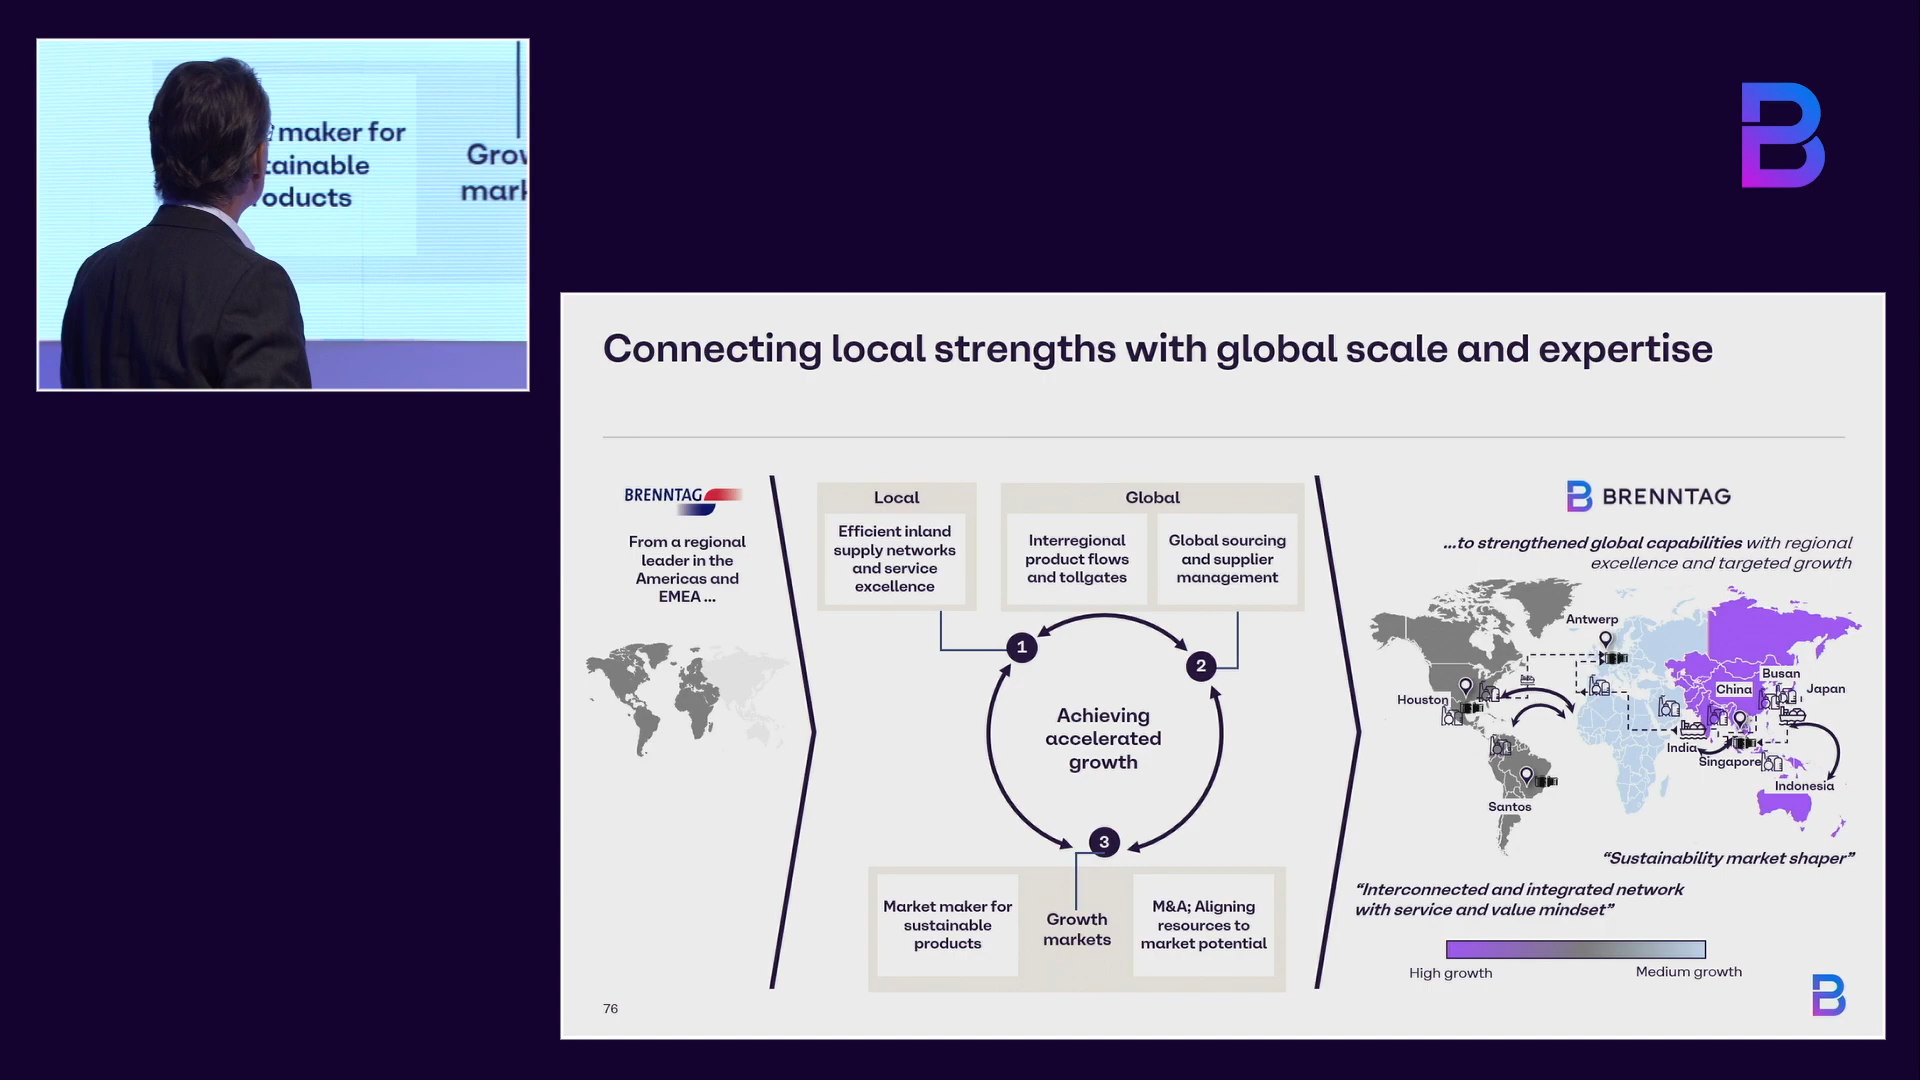 maker for
tainable
oducts
Grow
mark
Connecting local strengths with global scale and expertise
BRENNTAG
From a regional
leader in the
Americas and
EMEA ...
Local
Efficient inland
supply networks
and service
excellence
Global
Interregional
product flows
and tollgates
Global sourcing
and supplier
management
1
2
3
Achieving
accelerated
growth
Market maker for
sustainable
products
Growth
markets
M&A; Aligning
resources to
market potential
BRENNTAG
...to strengthened global capabilities with regional
excellence and targeted growth
Antwerp
Busan
China
Japan
Houston
India
Singapore
Indonesia
Santos
“Sustainability market shaper”
“Interconnected and integrated network
with service and value mindset”
High growth
Medium growth
76